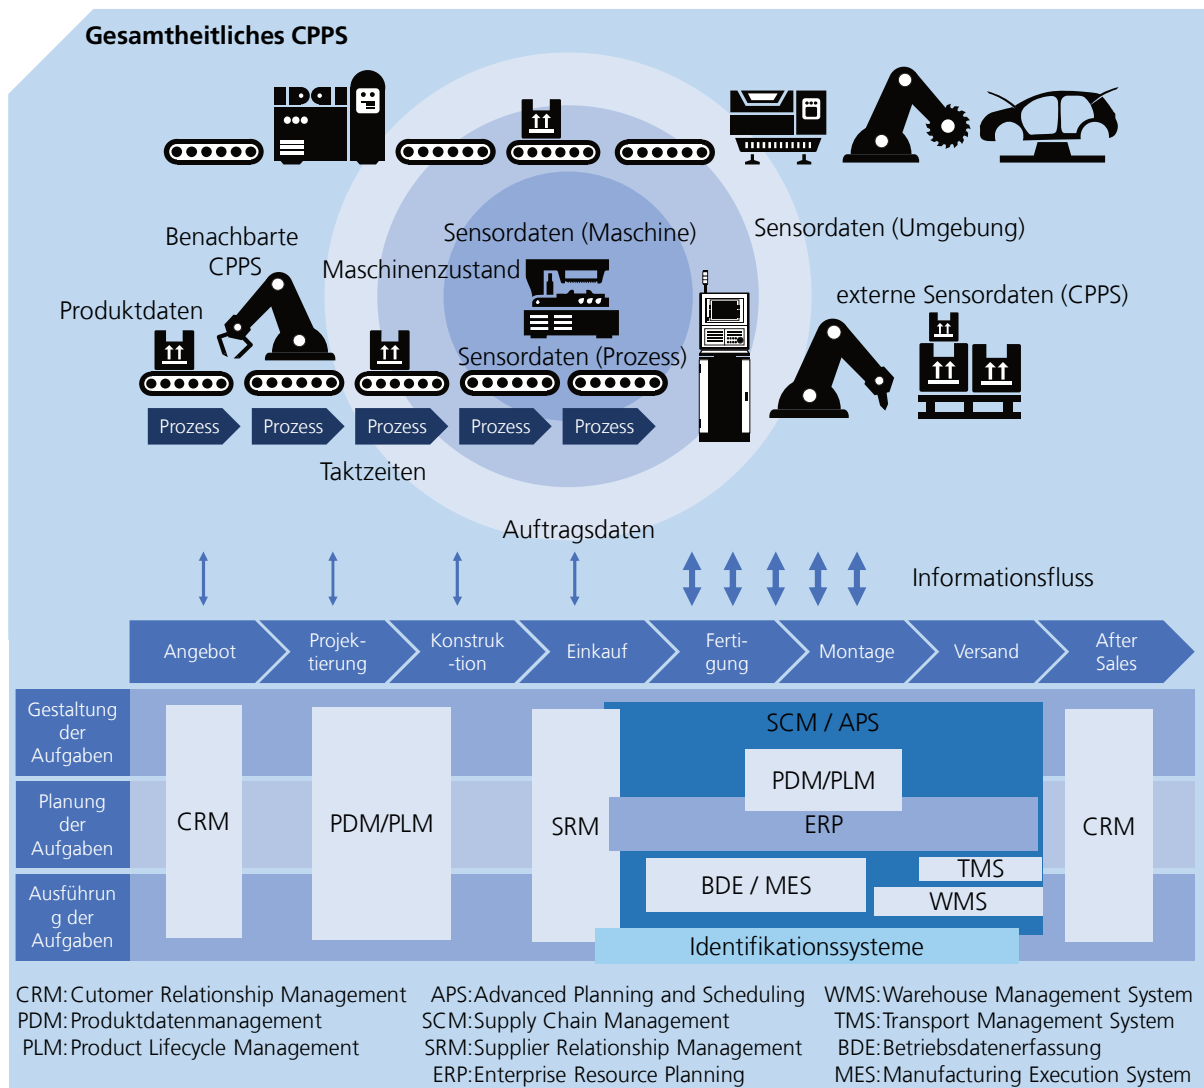 Gesamtheitliches CPPS
Sensordaten (Maschine)
Sensordaten (Umgebung)
Benachbarte
CPPS
Maschinenzustand
Produktdaten
externe Sensordaten (CPPS)
Sensordaten (Prozess)
Prozess
Prozess
Prozess
Prozess
Prozess
Taktzeiten
Auftragsdaten
Informationsfluss
Angebot
Projek-
tierung
Konstruk
-tion
Einkauf
Ferti-
gung
Montage
Versand
After
Sales
Gestaltung
der
Aufgaben
Planung
der
Aufgaben
Ausführun
g der
Aufgaben
CRM
PDM/PLM
SRM
SCM / APS
PDM/PLM
ERP
BDE / MES
TMS
WMS
Identifikationssysteme
CRM
CRM: Cutomer Relationship Management
PDM: Produktdatenmanagement
PLM: Product Lifecycle Management
APS: Advanced Planning and Scheduling
SCM: Supply Chain Management
SRM: Supplier Relationship Management
ERP: Enterprise Resource Planning
WMS: Warehouse Management System
TMS: Transport Management System
BDE: Betriebsdatenerfassung
MES: Manufacturing Execution System